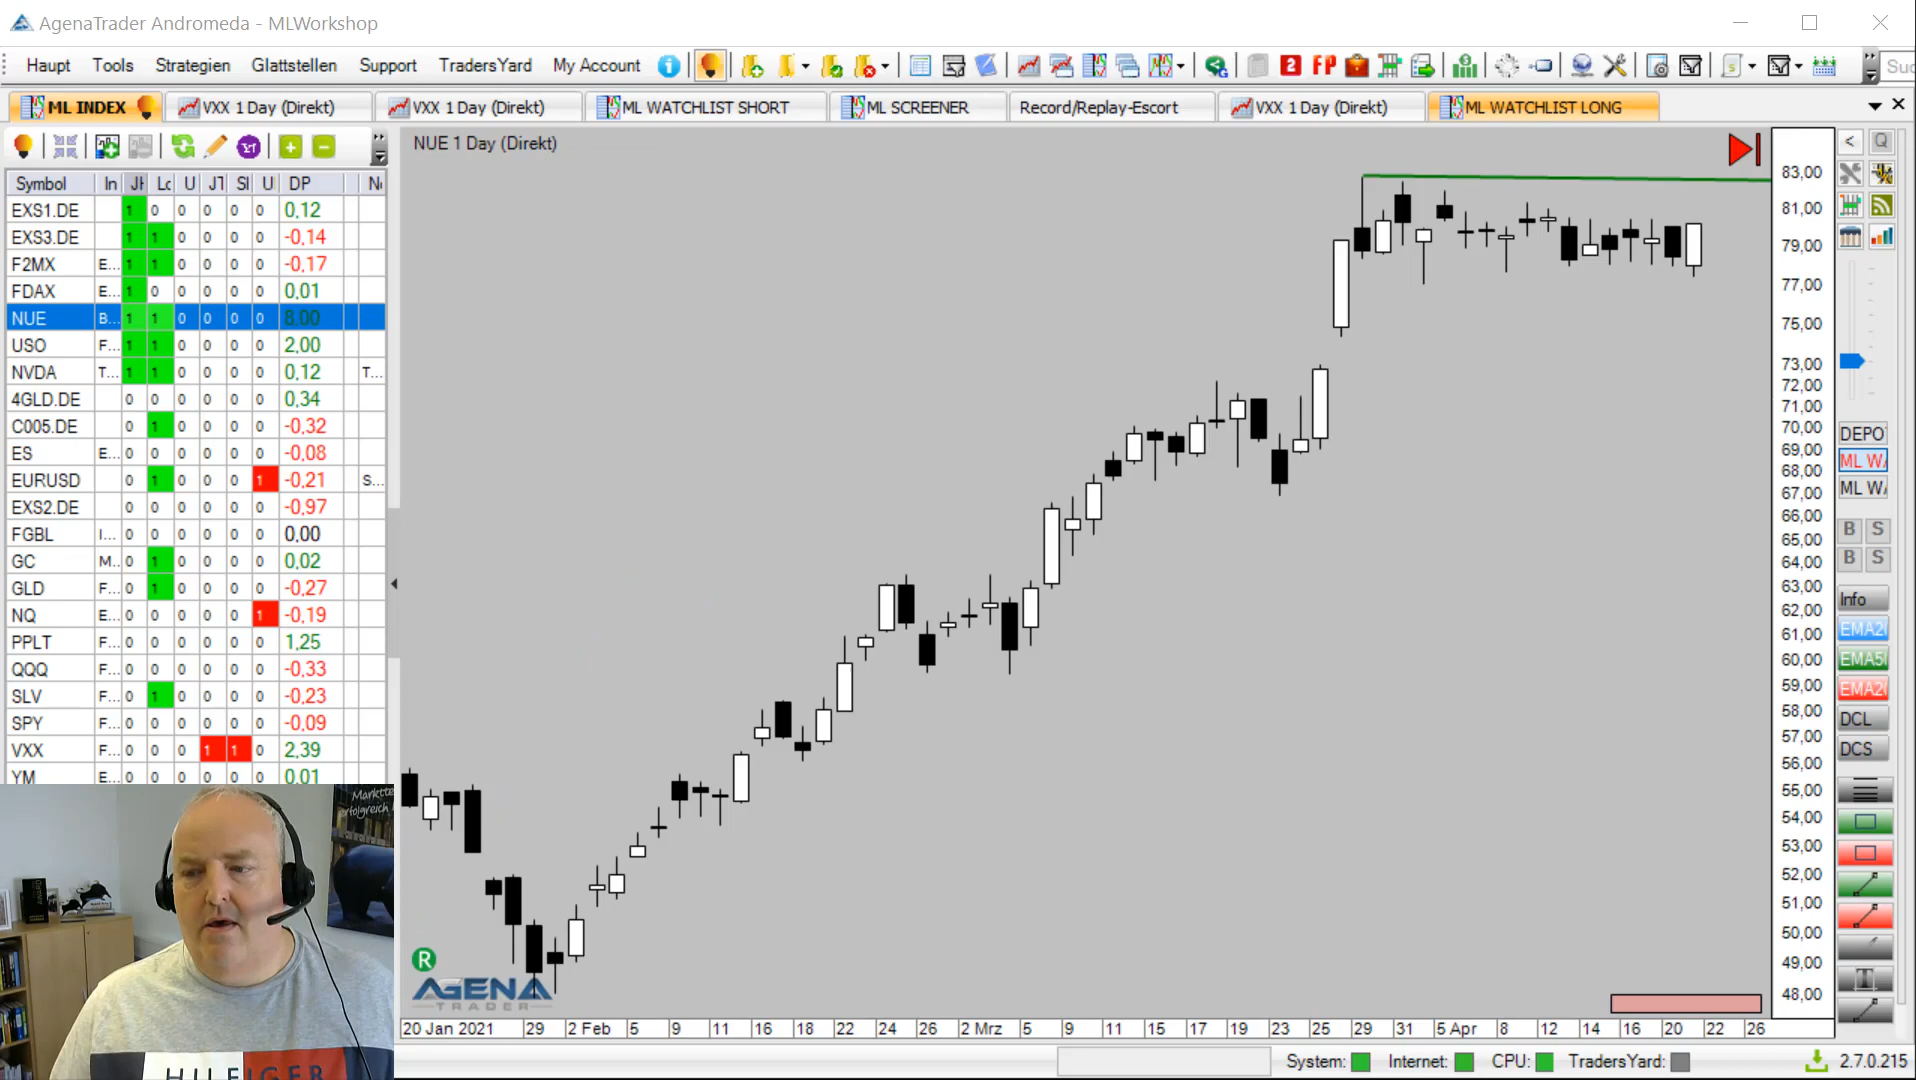 AgenaTrader Andromeda - MLWorkshop
Haupt Tools Strategien Glattstellen Support TradersYard My Account 2 FP
ML INDEX VXX 1 Day (Direkt) VXX 1 Day (Direkt) ML WATCHLIST SHORT ML SCREENER Record/Replay-Escort VXX 1 Day (Direkt) ML WATCHLIST LONG
NUE 1 Day (Direkt)
Symbol In Lc U JT SI U DP
EXS1.DE 1 0 0 0 0 0 0,12
EXS3.DE 1 1 0 0 0 0 -0,14
F2MX E... 1 1 0 0 0 0 -0,17
FDAX E... 1 0 0 0 0 0 0,01
NUE B... 1 1 0 0 0 0 8,00
USO F... 1 1 0 0 0 0 2,00
NVDA T... 1 1 0 0 0 0 0,12 T...
4GLD.DE 0 0 0 0 0 0 0,34
C005.DE 0 1 0 0 0 0 -0,32
ES E... 0 0 0 0 0 0 -0,08
EURUSD 0 1 0 0 0 1 -0,21 S...
EXS2.DE 0 0 0 0 0 0 -0,97
FGBL I... 0 0 0 0 0 0 0,00
GC M... 0 1 0 0 0 0 0,02
GLD F... 0 1 0 0 0 0 -0,27
NQ E... 0 0 0 0 0 1 -0,19
PPLT F... 0 0 0 0 0 0 1,25
QQQ F... 0 0 0 0 0 0 -0,33
SLV F... 0 1 0 0 0 0 -0,23
SPY F... 0 0 0 0 0 0 -0,09
VXX F... 0 0 0 1 1 0 2,39
YM E... 0 0 0 0 0 0 0,01
83,00
81,00
79,00
77,00
75,00
73,00
72,00
71,00
70,00
69,00
68,00
67,00
66,00
65,00
64,00
63,00
62,00
61,00
60,00
59,00
58,00
57,00
56,00
55,00
54,00
53,00
52,00
51,00
50,00
49,00
48,00
< Q
DEPO
ML W
ML W
B S
B S
Info
EMA2
EMA5
EMA2
DCL
DCS
T
R
AGENA
TRADER
20 Jan 2021 29 2 Feb 5 9 11 16 18 22 24 26 2 Mrz 5 9 11 15 17 19 23 25 29 31 5 Apr 8 12 14 16 20 22 26
System: Internet: CPU: TradersYard: 2.7.0.215
HILFIGER